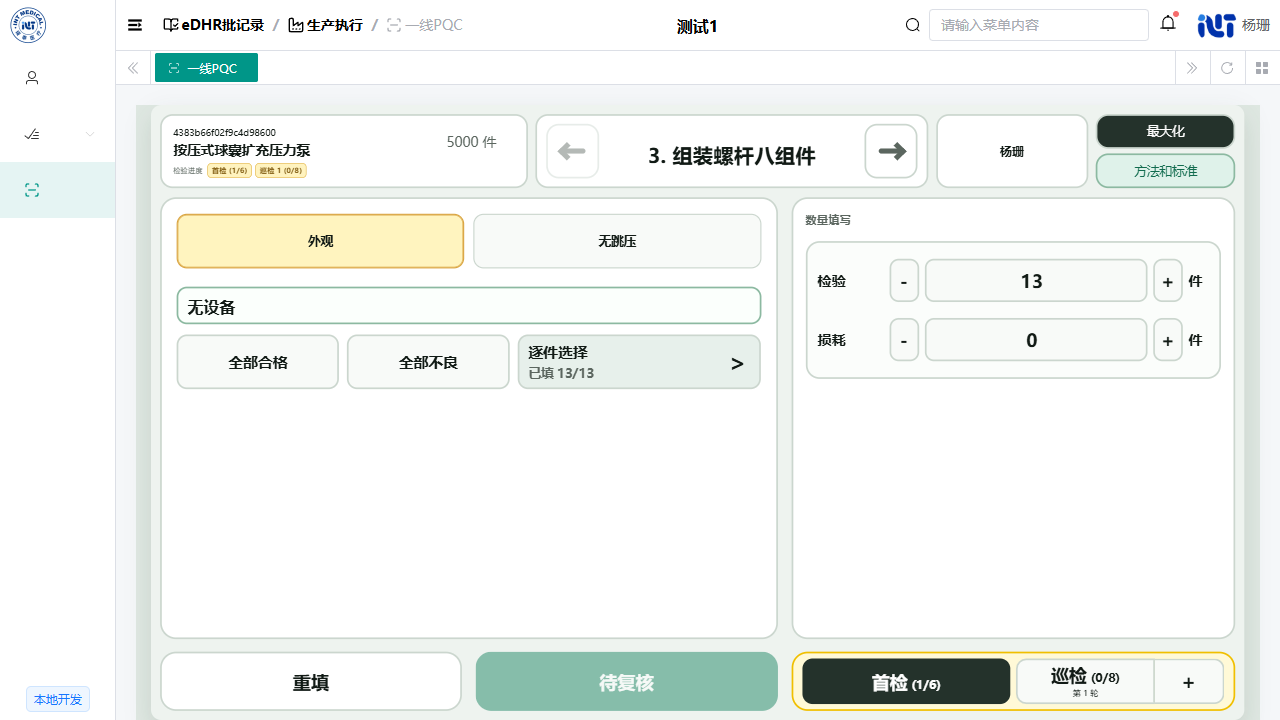 INT MEDICAL
eDHR批记录 / 生产执行 / 一线PQC
测试1
请输入菜单内容
杨珊
一线PQC
4383b66f02f9c4d98600
按压式球囊扩充压力泵
5000 件
检验进度 首检 (1/6) 巡检 1 (0/8)
3. 组装螺杆八组件
杨珊
最大化
方法和标准
外观
无跳压
无设备
全部合格
全部不良
逐件选择
已填 13/13
>
数量填写
检验 - 13 + 件
损耗 - 0 + 件
重填
待复核
首检 (1/6)
巡检 (0/8)
第 1 轮
+
本地开发